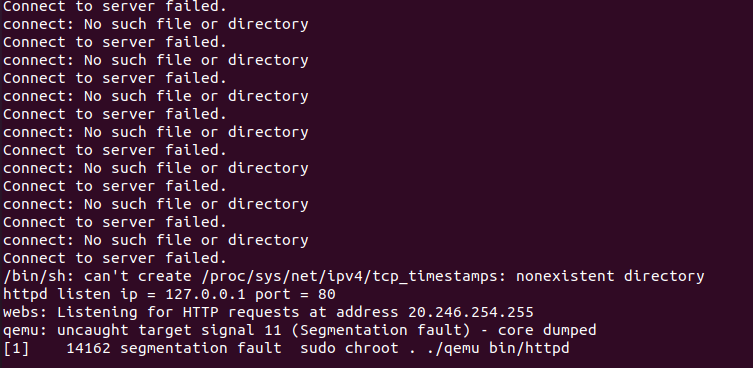 Connect to server failed.
connect: No such file or directory
Connect to server failed.
connect: No such file or directory
Connect to server failed.
connect: No such file or directory
Connect to server failed.
connect: No such file or directory
Connect to server failed.
connect: No such file or directory
Connect to server failed.
connect: No such file or directory
Connect to server failed.
connect: No such file or directory
Connect to server failed.
/bin/sh: can't create /proc/sys/net/ipv4/tcp_timestamps: nonexistent directory
httpd listen ip = 127.0.0.1 port = 80
webs: Listening for HTTP requests at address 20.246.254.255
qemu: uncaught target signal 11 (Segmentation fault) - core dumped
[1]    14162 segmentation fault  sudo chroot . ./qemu bin/httpd